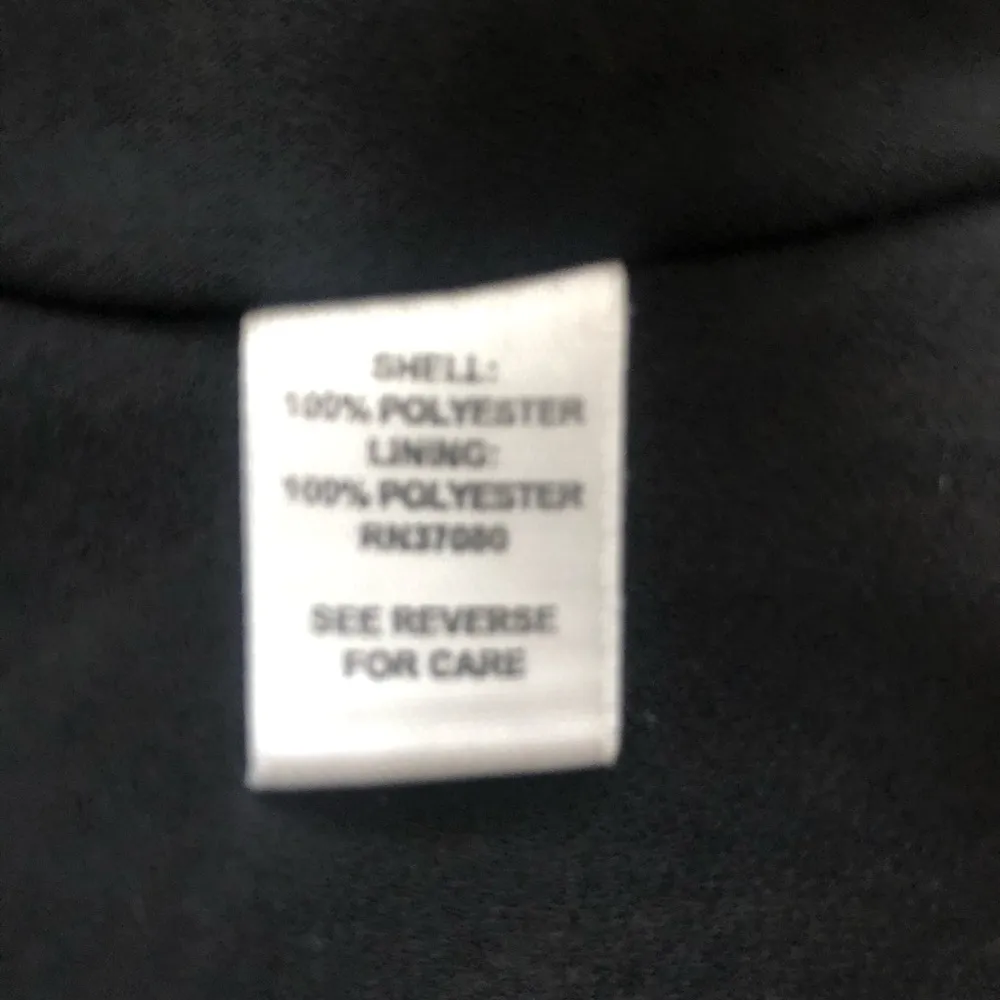 SHELL:
100% POLYESTER
LINING:
100% POLYESTER
RN37080
SEE REVERSE
FOR CARE